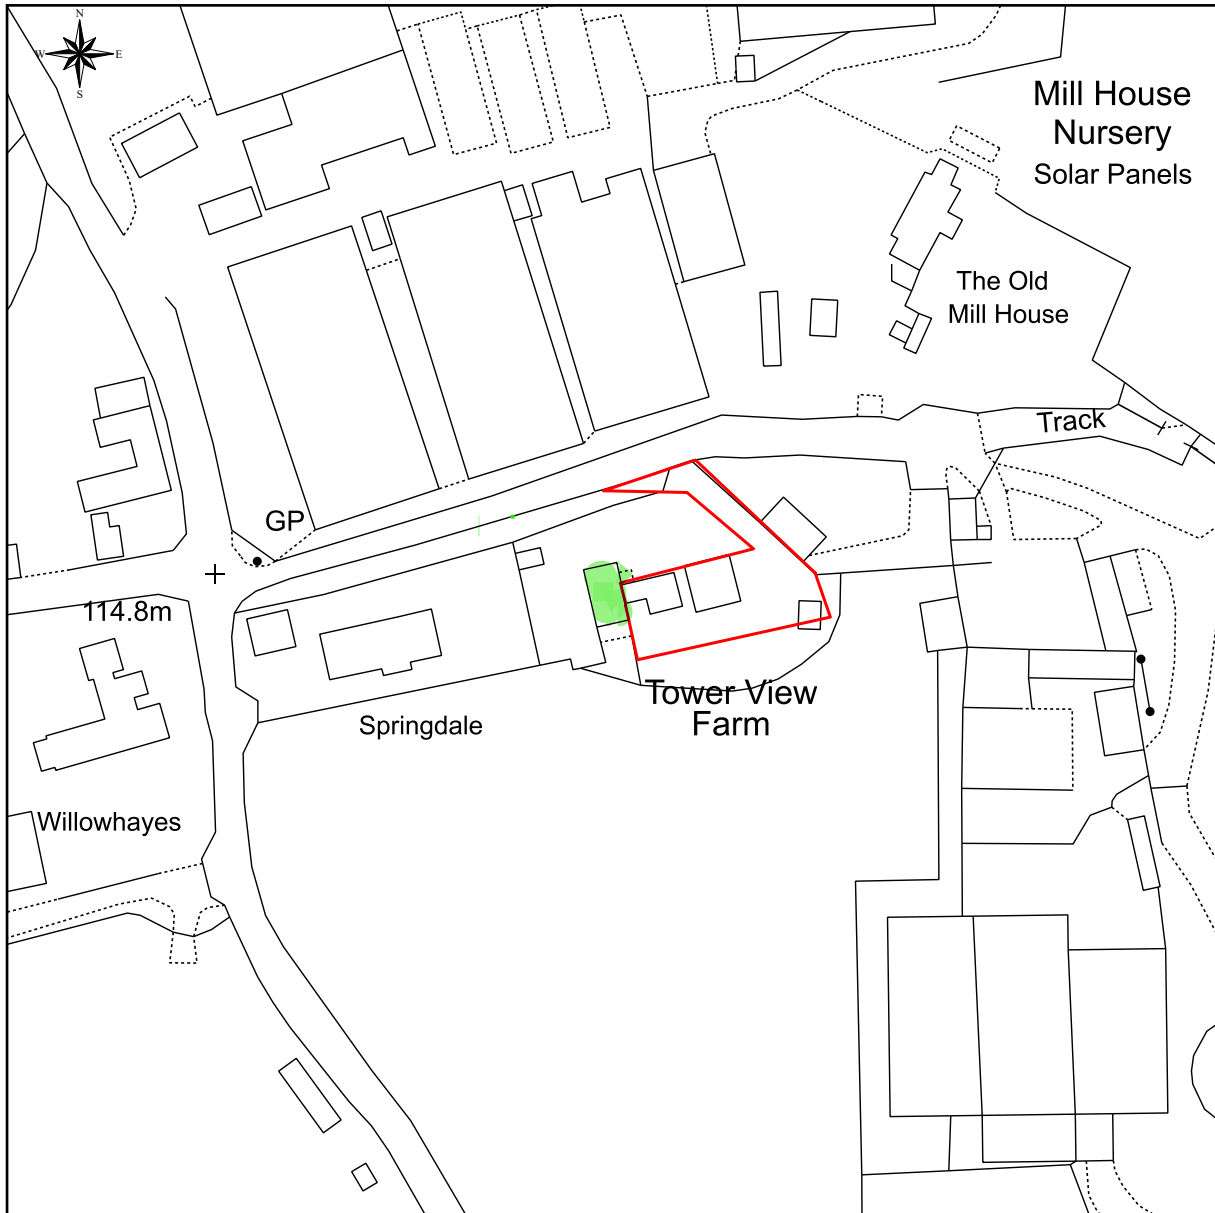 N
W E
S
Mill House
Nursery
Solar Panels
The Old
Mill House
Track
GP
114.8m
Tower View
Farm
Springdale
Willowhayes